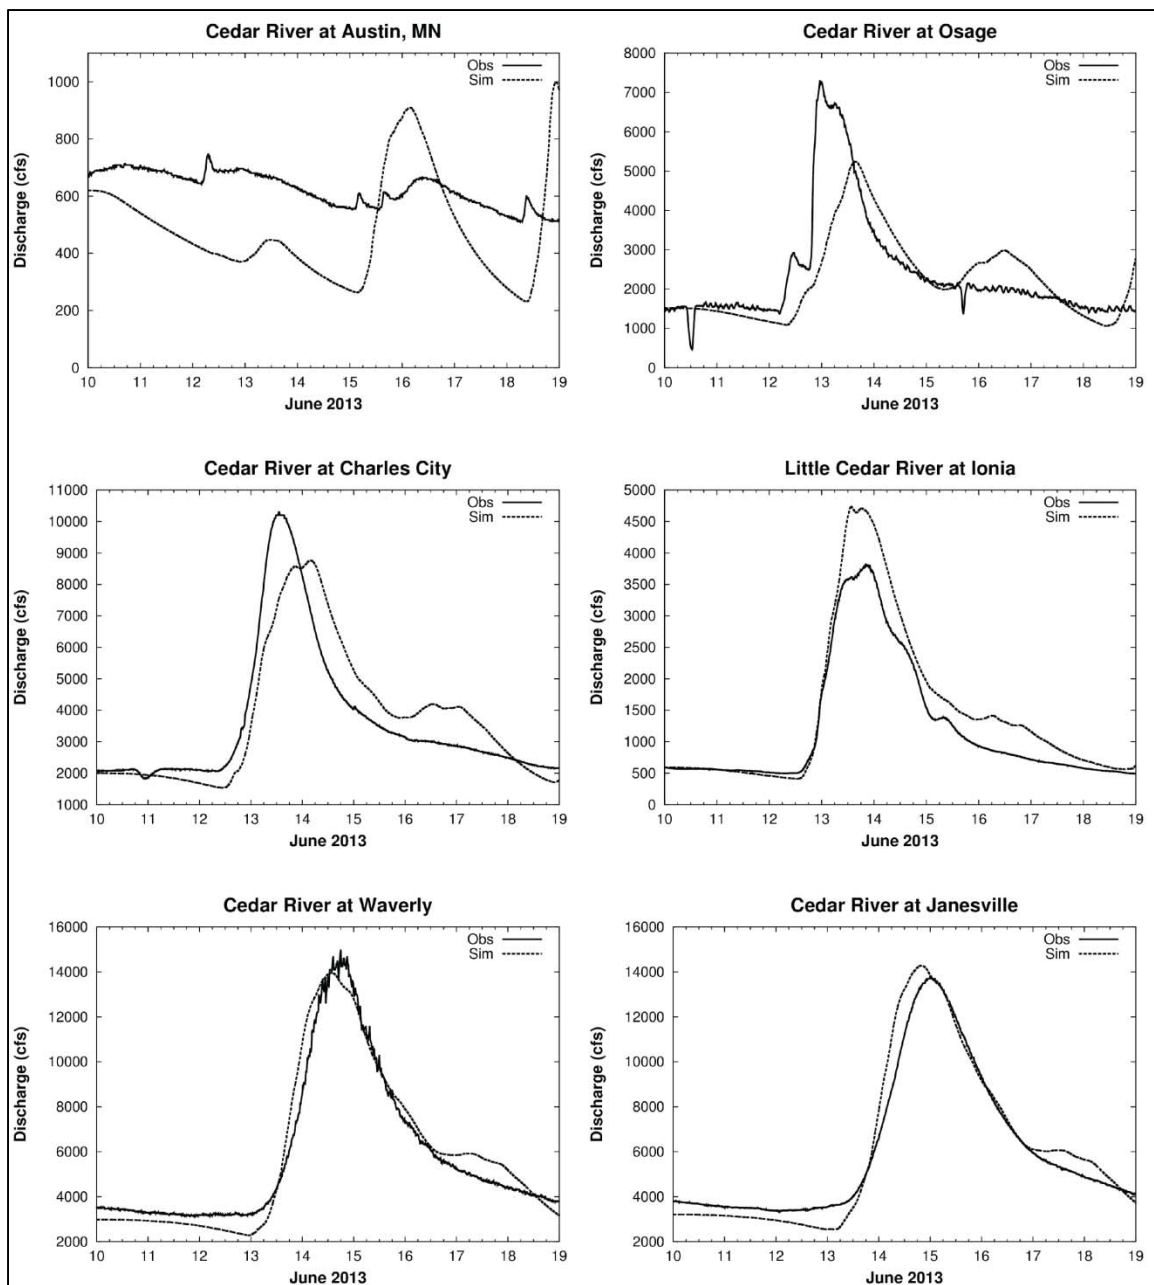 Cedar River at Austin, MN
Obs
Sim
1000
800
600
400
200
0
Discharge (cfs)
10 11 12 13 14 15 16 17 18 19
June 2013
Cedar River at Osage
Obs
Sim
8000
7000
6000
5000
4000
3000
2000
1000
0
Discharge (cfs)
10 11 12 13 14 15 16 17 18 19
June 2013
Cedar River at Charles City
Obs
Sim
11000
10000
9000
8000
7000
6000
5000
4000
3000
2000
1000
Discharge (cfs)
10 11 12 13 14 15 16 17 18 19
June 2013
Little Cedar River at Ionia
Obs
Sim
5000
4500
4000
3500
3000
2500
2000
1500
1000
500
0
Discharge (cfs)
10 11 12 13 14 15 16 17 18 19
June 2013
Cedar River at Waverly
Obs
Sim
16000
14000
12000
10000
8000
6000
4000
2000
Discharge (cfs)
10 11 12 13 14 15 16 17 18 19
June 2013
Cedar River at Janesville
Obs
Sim
16000
14000
12000
10000
8000
6000
4000
2000
Discharge (cfs)
10 11 12 13 14 15 16 17 18 19
June 2013